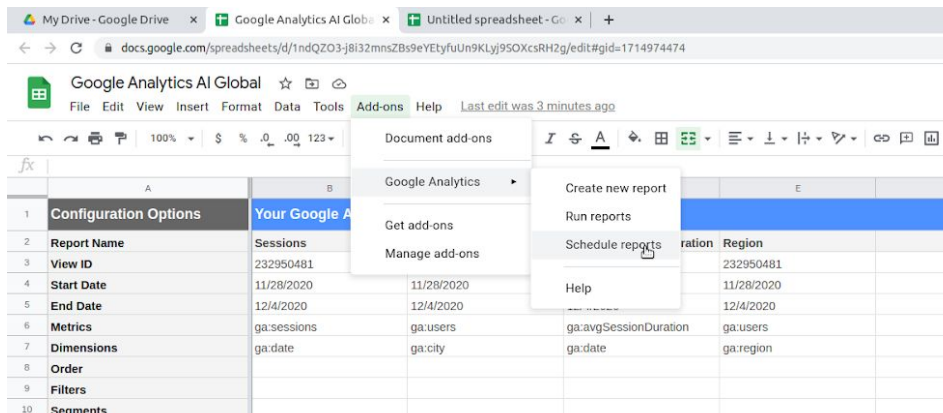 My Drive - Google Drive
Google Analytics AI Globa
Untitled spreadsheet - Go
docs.google.com/spreadsheets/d/1ndQZO3-j8i32mnsZBs9eYEtyfuUn9KLyj9SOXcsRH2g/edit#gid=1714974474
Google Analytics AI Global
File Edit View Insert Format Data Tools Add-ons Help Last edit was 3 minutes ago
100% $ % .0 .00 123
Document add-ons
Google Analytics
Get add-ons
Manage add-ons
Create new report
Run reports
Schedule reports
Help
fx
A B E
1 Configuration Options Your Google A
2 Report Name Sessions ration Region
3 View ID 232950481 232950481
4 Start Date 11/28/2020 11/28/2020 11/28/2020
5 End Date 12/4/2020 12/4/2020 12/4/2020
6 Metrics ga:sessions ga:users ga:avgSessionDuration ga:users
7 Dimensions ga:date ga:city ga:date ga:region
8 Order
9 Filters
10 Segments